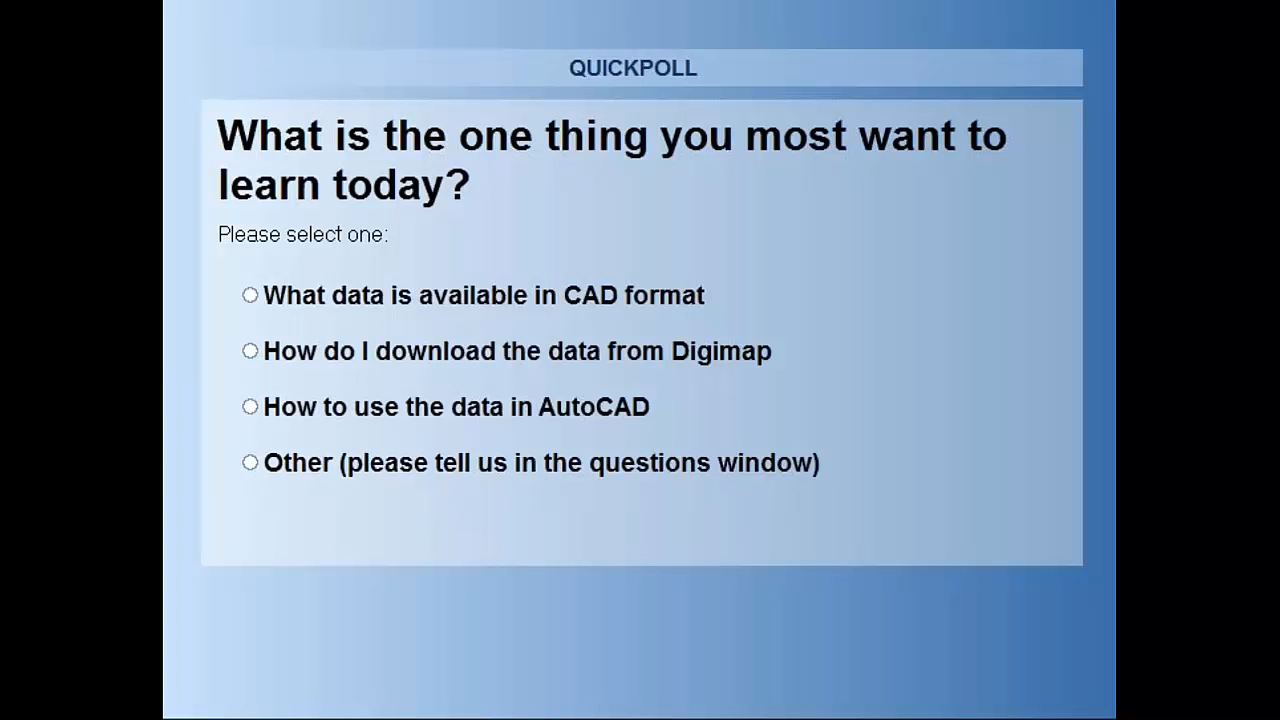 QUICKPOLL
What is the one thing you most want to
learn today?
Please select one:
What data is available in CAD format
How do I download the data from Digimap
How to use the data in AutoCAD
Other (please tell us in the questions window)